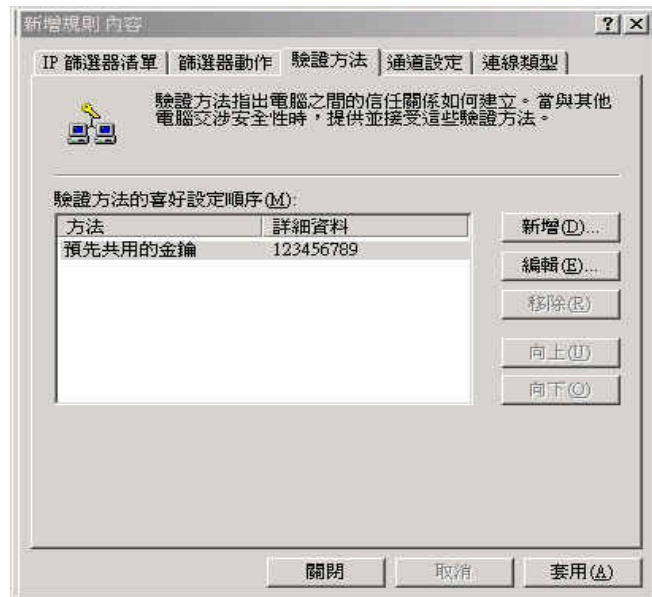 新增規則 內容
IP 篩選器清單
篩選器動作
驗證方法
通道設定
連線類型
驗證方法指出電腦之間的信任關係如何建立。當與其他
電腦交涉安全性時，提供並接受這些驗證方法。
驗證方法的喜好設定順序(M):
方法 詳細資料
預先共用的金鑰 123456789
新增(D)...
編輯(E)...
移除(R)
向上(U)
向下(O)
關閉
取消
套用(A)